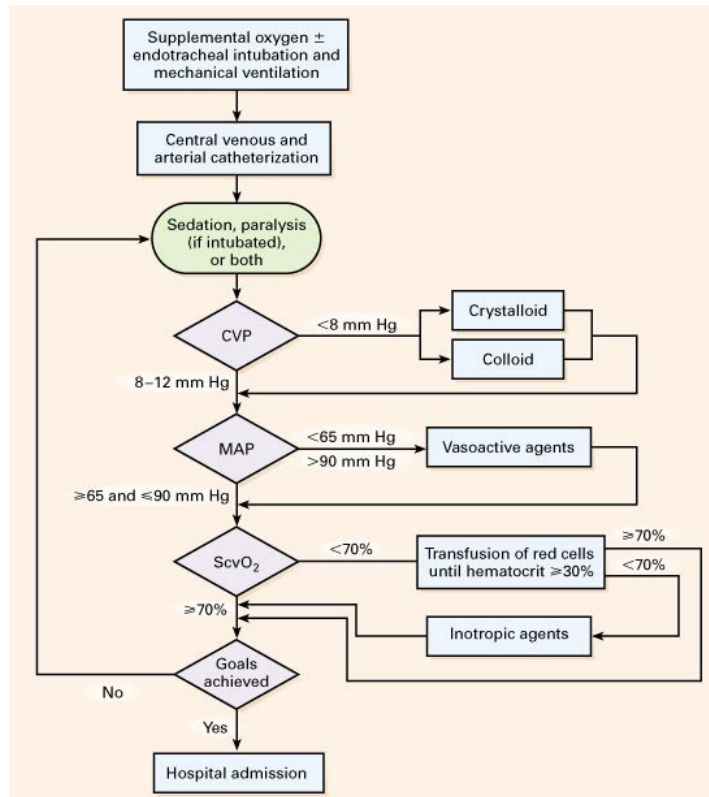 Supplemental oxygen ±
endotracheal intubation and
mechanical ventilation
Central venous and
arterial catheterization
Sedation, paralysis
(if intubated),
or both
CVP
<8 mm Hg
Crystalloid
Colloid
8–12 mm Hg
MAP
<65 mm Hg
>90 mm Hg
Vasoactive agents
≥65 and ≤90 mm Hg
ScvO₂
<70%
Transfusion of red cells
until hematocrit ≥30%
≥70%
<70%
≥70%
Inotropic agents
Goals
achieved
No
Yes
Hospital admission